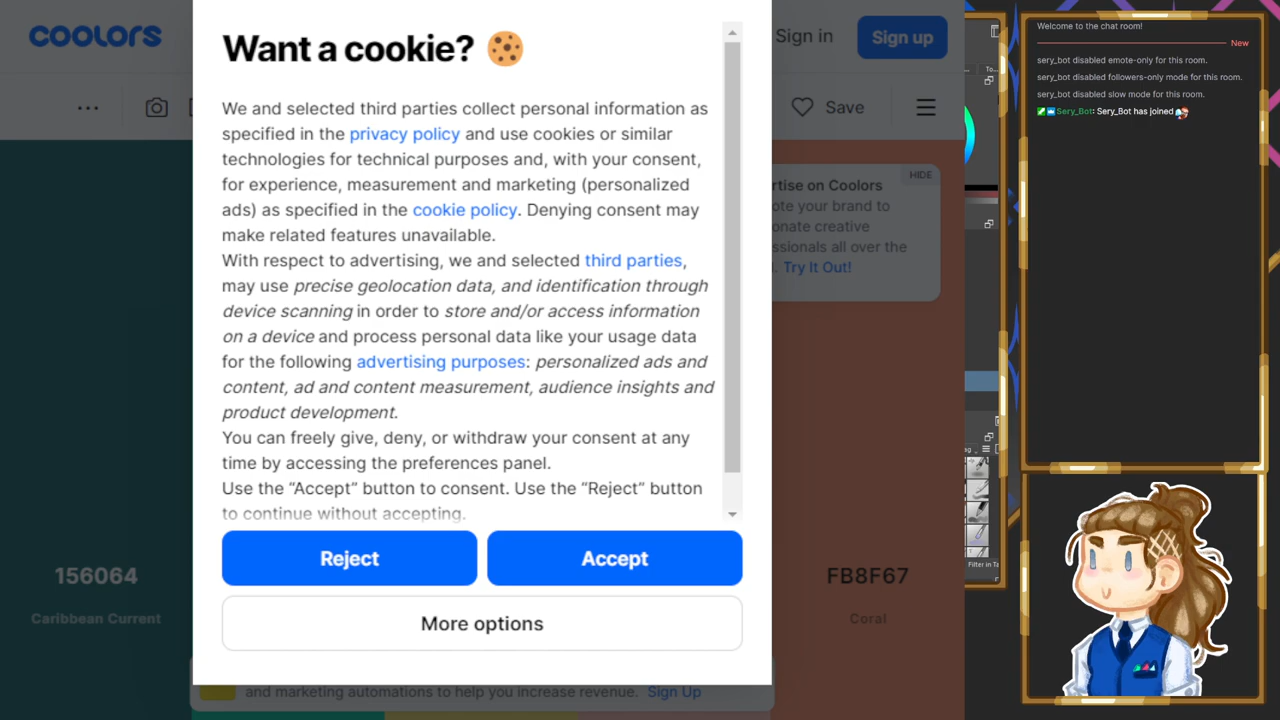 COOLORS
Sign in
Sign up
Save
Want a cookie?
We and selected third parties collect personal information as
specified in the privacy policy and use cookies or similar
technologies for technical purposes and, with your consent,
for experience, measurement and marketing (personalized
ads) as specified in the cookie policy. Denying consent may
make related features unavailable.
With respect to advertising, we and selected third parties,
may use precise geolocation data, and identification through
device scanning in order to store and/or access information
on a device and process personal data like your usage data
for the following advertising purposes: personalized ads and
content, ad and content measurement, audience insights and
product development.
You can freely give, deny, or withdraw your consent at any
time by accessing the preferences panel.
Use the “Accept” button to consent. Use the “Reject” button
to continue without accepting.
Reject
Accept
More options
HIDE
rtise on Coolors
ote your brand to
onate creative
ssionals all over the
. Try It Out!
156064
Caribbean Current
FB8F67
Coral
and marketing automations to help you increase revenue. Sign Up
To...
Filter in Ta
Welcome to the chat room!
New
sery_bot disabled emote-only for this room.
sery_bot disabled followers-only mode for this room.
sery_bot disabled slow mode for this room.
Sery_Bot: Sery_Bot has joined